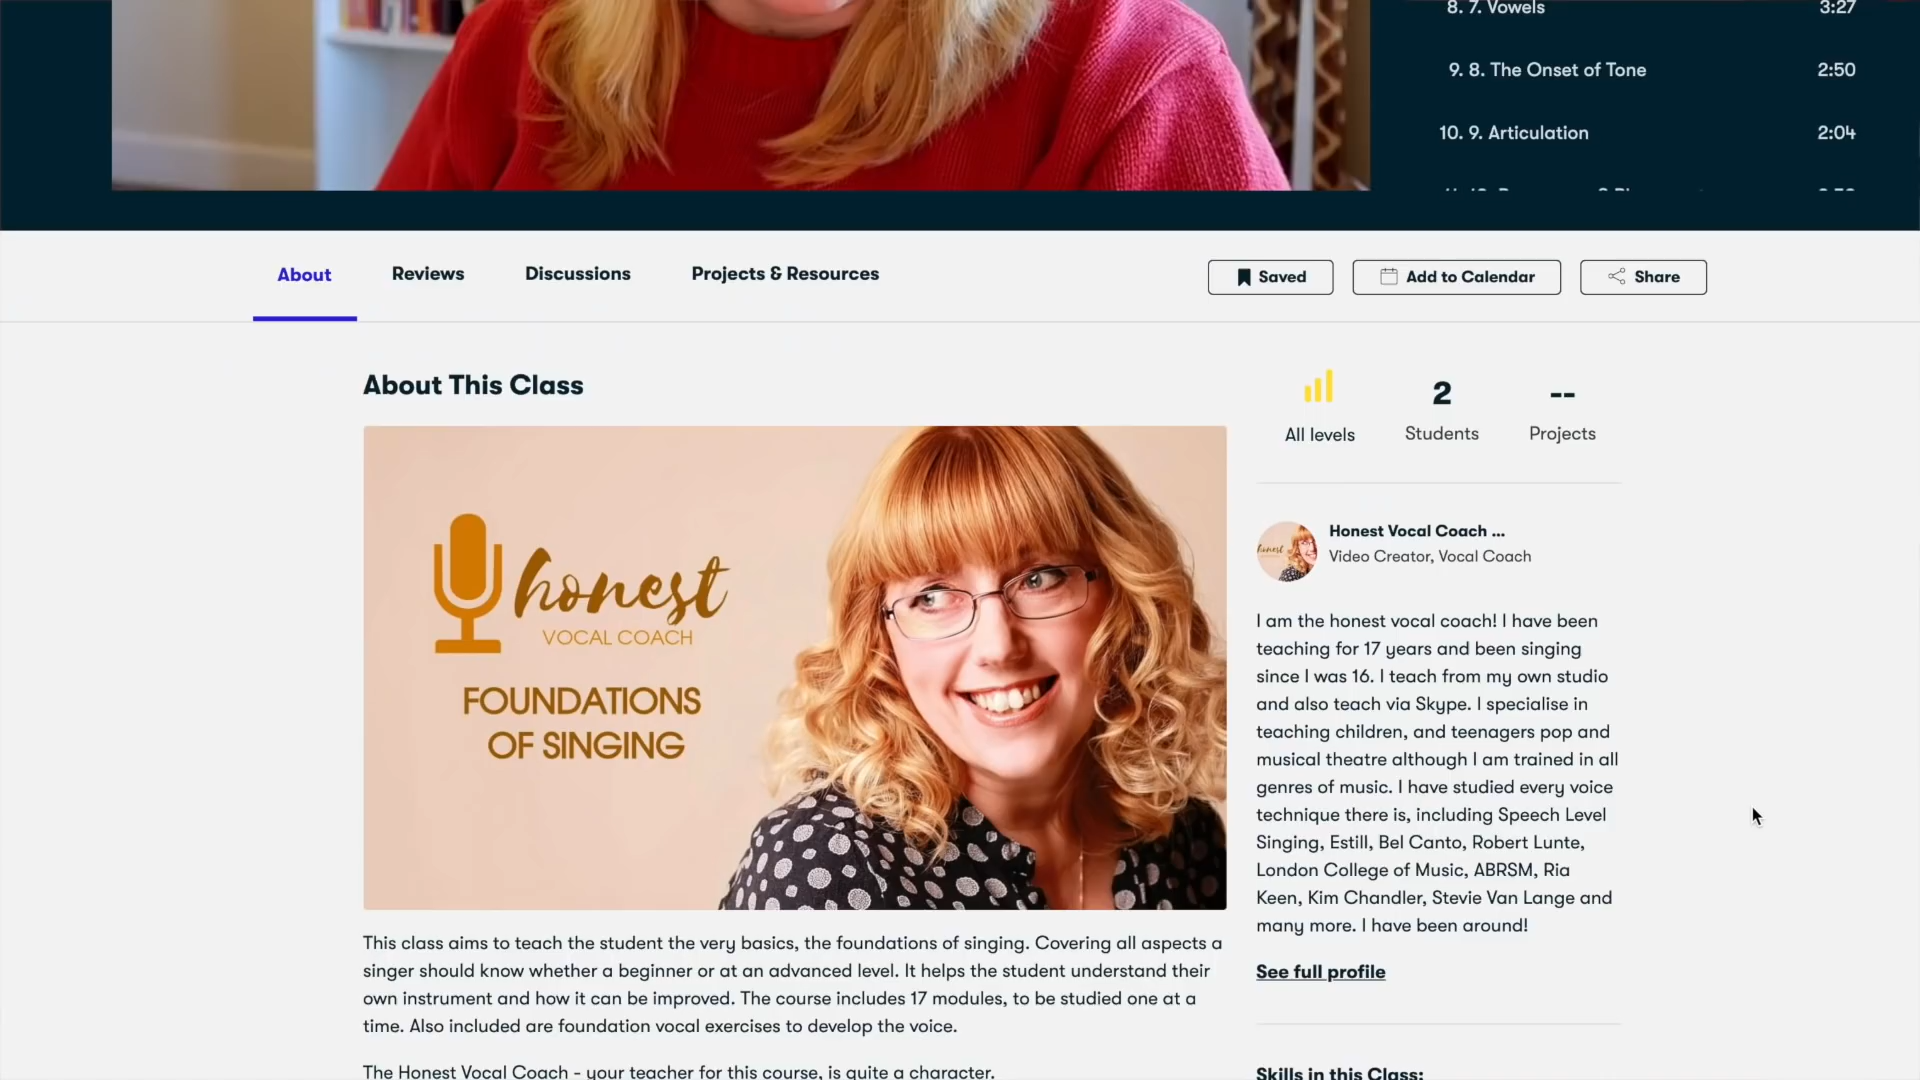 8. 7. Vowels 3:27
9. 8. The Onset of Tone 2:50
10. 9. Articulation 2:04
About
Reviews
Discussions
Projects & Resources
Saved
Add to Calendar
Share
About This Class
honest
VOCAL COACH
FOUNDATIONS
OF SINGING
This class aims to teach the student the very basics, the foundations of singing. Covering all aspects a
singer should know whether a beginner or at an advanced level. It helps the student understand their
own instrument and how it can be improved. The course includes 17 modules, to be studied one at a
time. Also included are foundation vocal exercises to develop the voice.
The Honest Vocal Coach - your teacher for this course, is quite a character.
All levels
2
Students
--
Projects
honest
Honest Vocal Coach ...
Video Creator, Vocal Coach
I am the honest vocal coach! I have been
teaching for 17 years and been singing
since I was 16. I teach from my own studio
and also teach via Skype. I specialise in
teaching children, and teenagers pop and
musical theatre although I am trained in all
genres of music. I have studied every voice
technique there is, including Speech Level
Singing, Estill, Bel Canto, Robert Lunte,
London College of Music, ABRSM, Ria
Keen, Kim Chandler, Stevie Van Lange and
many more. I have been around!
See full profile
Skills in this Class: